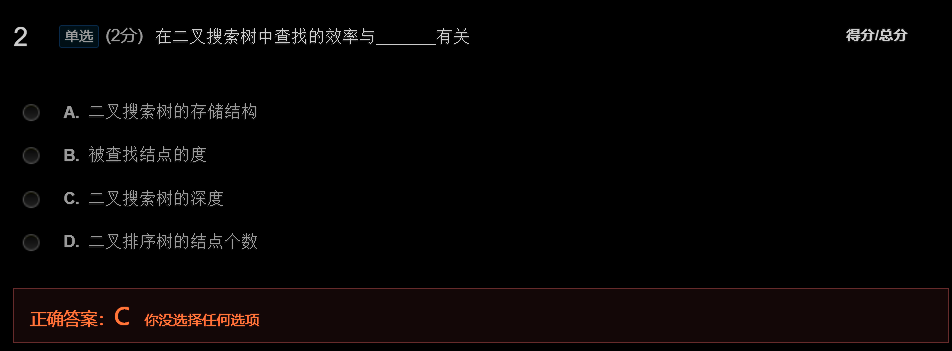 2 单选 (2分) 在二叉搜索树中查找的效率与_______有关 得分/总分
A. 二叉搜索树的存储结构
B. 被查找结点的度
C. 二叉搜索树的深度
D. 二叉排序树的结点个数
正确答案：C 你没选择任何选项